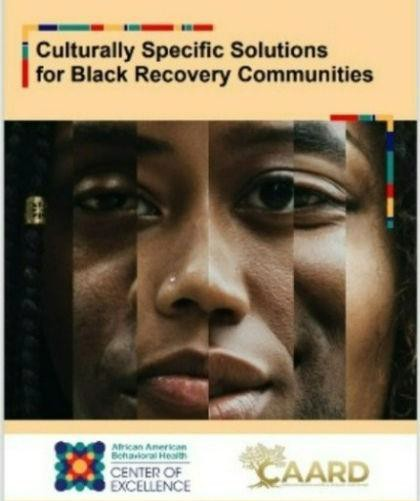 Culturally Specific Solutions
for Black Recovery Communities
African American
Behavioral Health
CENTER OF
EXCELLENCE
CAARD